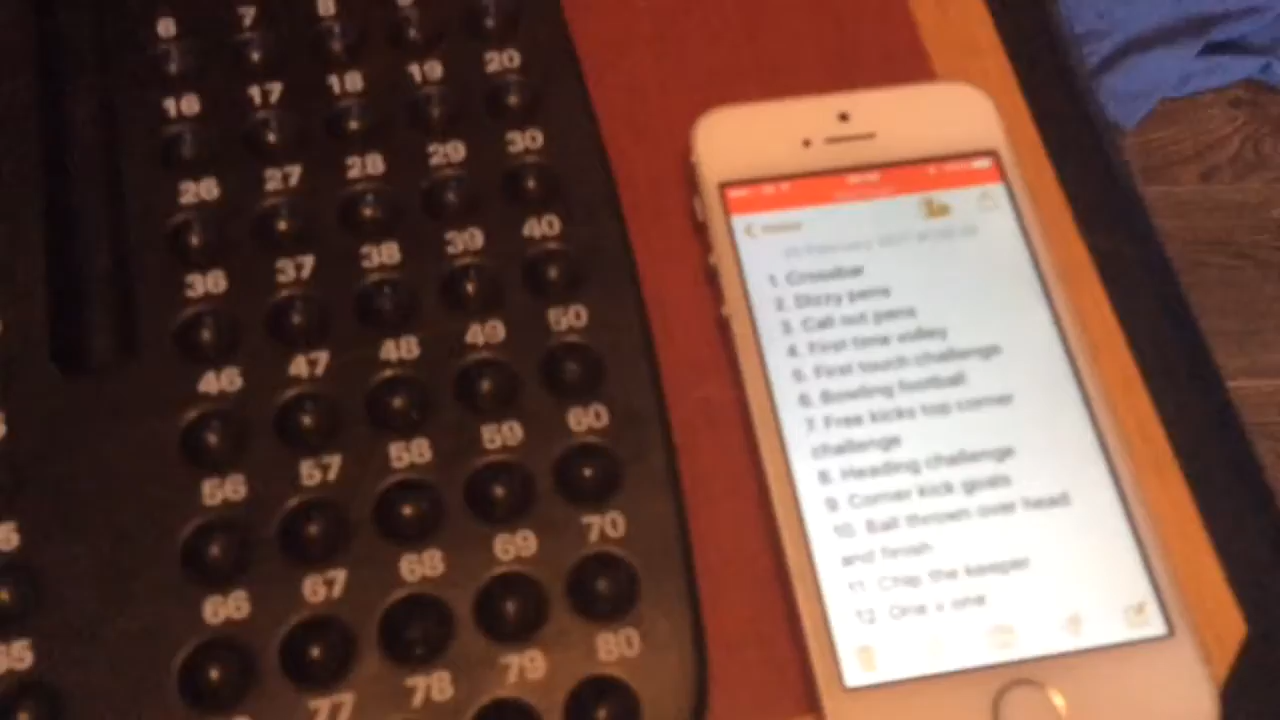 6 7 8 9
16 17 18 19 20
26 27 28 29 30
36 37 38 39 40
46 47 48 49 50
56 57 58 59 60
66 67 68 69 70
77 78 79 80
1. Crossbar
2. Dizzy pens
3. Call out pens
4. First time volley
5. First touch challenge
6. Bowling football
7. Free kicks top corner
challenge
8. Heading challenge
9. Corner kick goals
10. Ball thrown over head
and finish
11. Chip the keeper
12. One v one